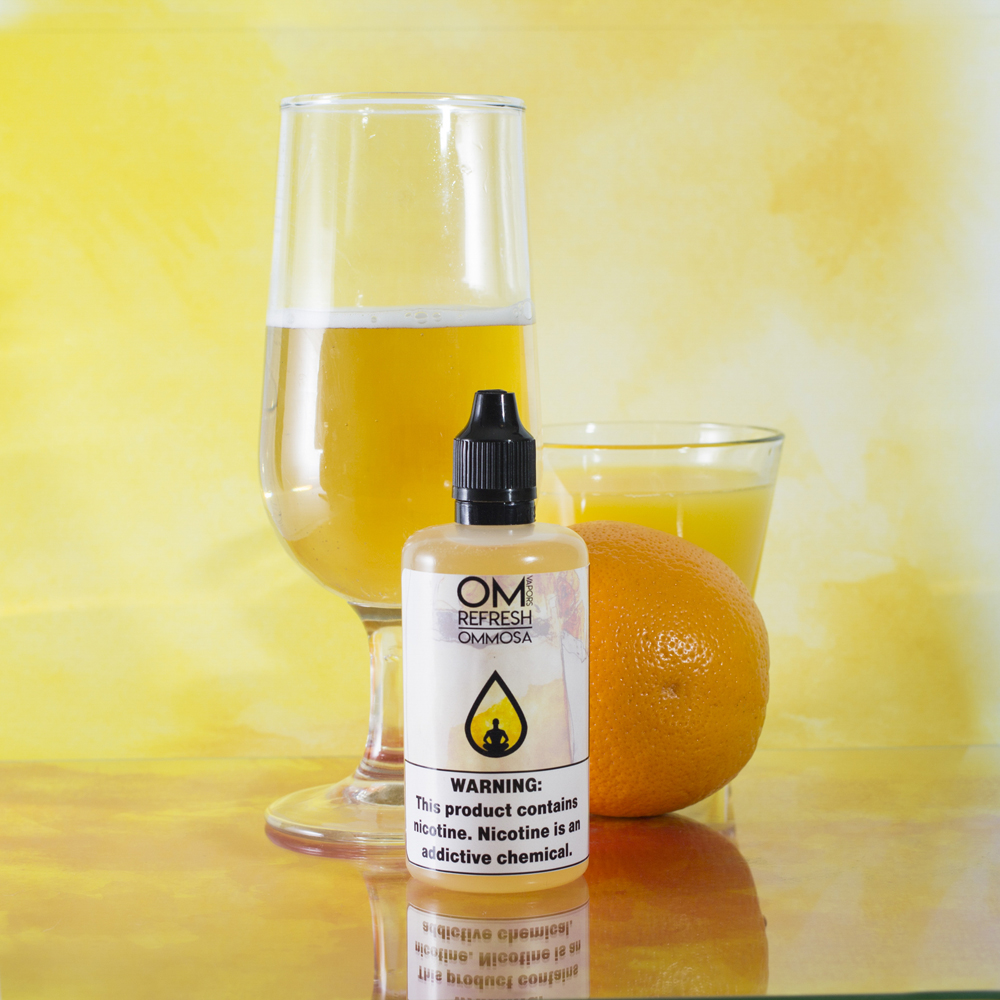 OM VAPORS
REFRESH
OMMOSA
WARNING:
This product contains
nicotine. Nicotine is an
addictive chemical.